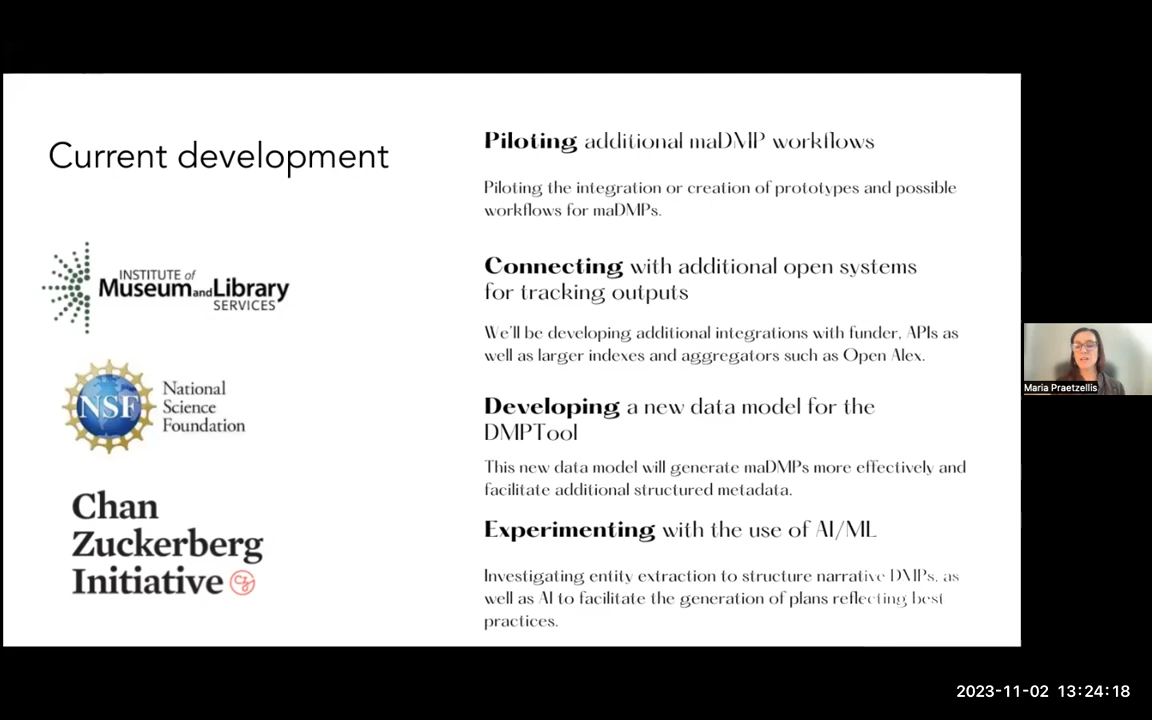 Current development
INSTITUTE of
Museum and Library
SERVICES
NSF
National
Science
Foundation
Chan
Zuckerberg
Initiative
CZI
Piloting additional maDMP workflows
Piloting the integration or creation of prototypes and possible
workflows for maDMPs.
Connecting with additional open systems
for tracking outputs
We'll be developing additional integrations with funder, APIs as
well as larger indexes and aggregators such as Open Alex.
Developing a new data model for the
DMPTool
This new data model will generate maDMPs more effectively and
facilitate additional structured metadata.
Experimenting with the use of AI/ML
Investigating entity extraction to structure narrative DMPs, as
well as AI to facilitate the generation of plans reflecting best
practices.
Maria Praetzellis
2023-11-02 13:24:18